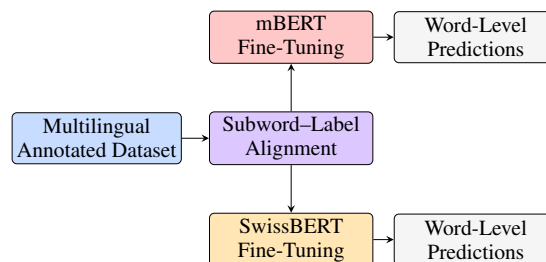 mBERT
Fine-Tuning
Word-Level
Predictions
Multilingual
Annotated Dataset
Subword–Label
Alignment
SwissBERT
Fine-Tuning
Word-Level
Predictions